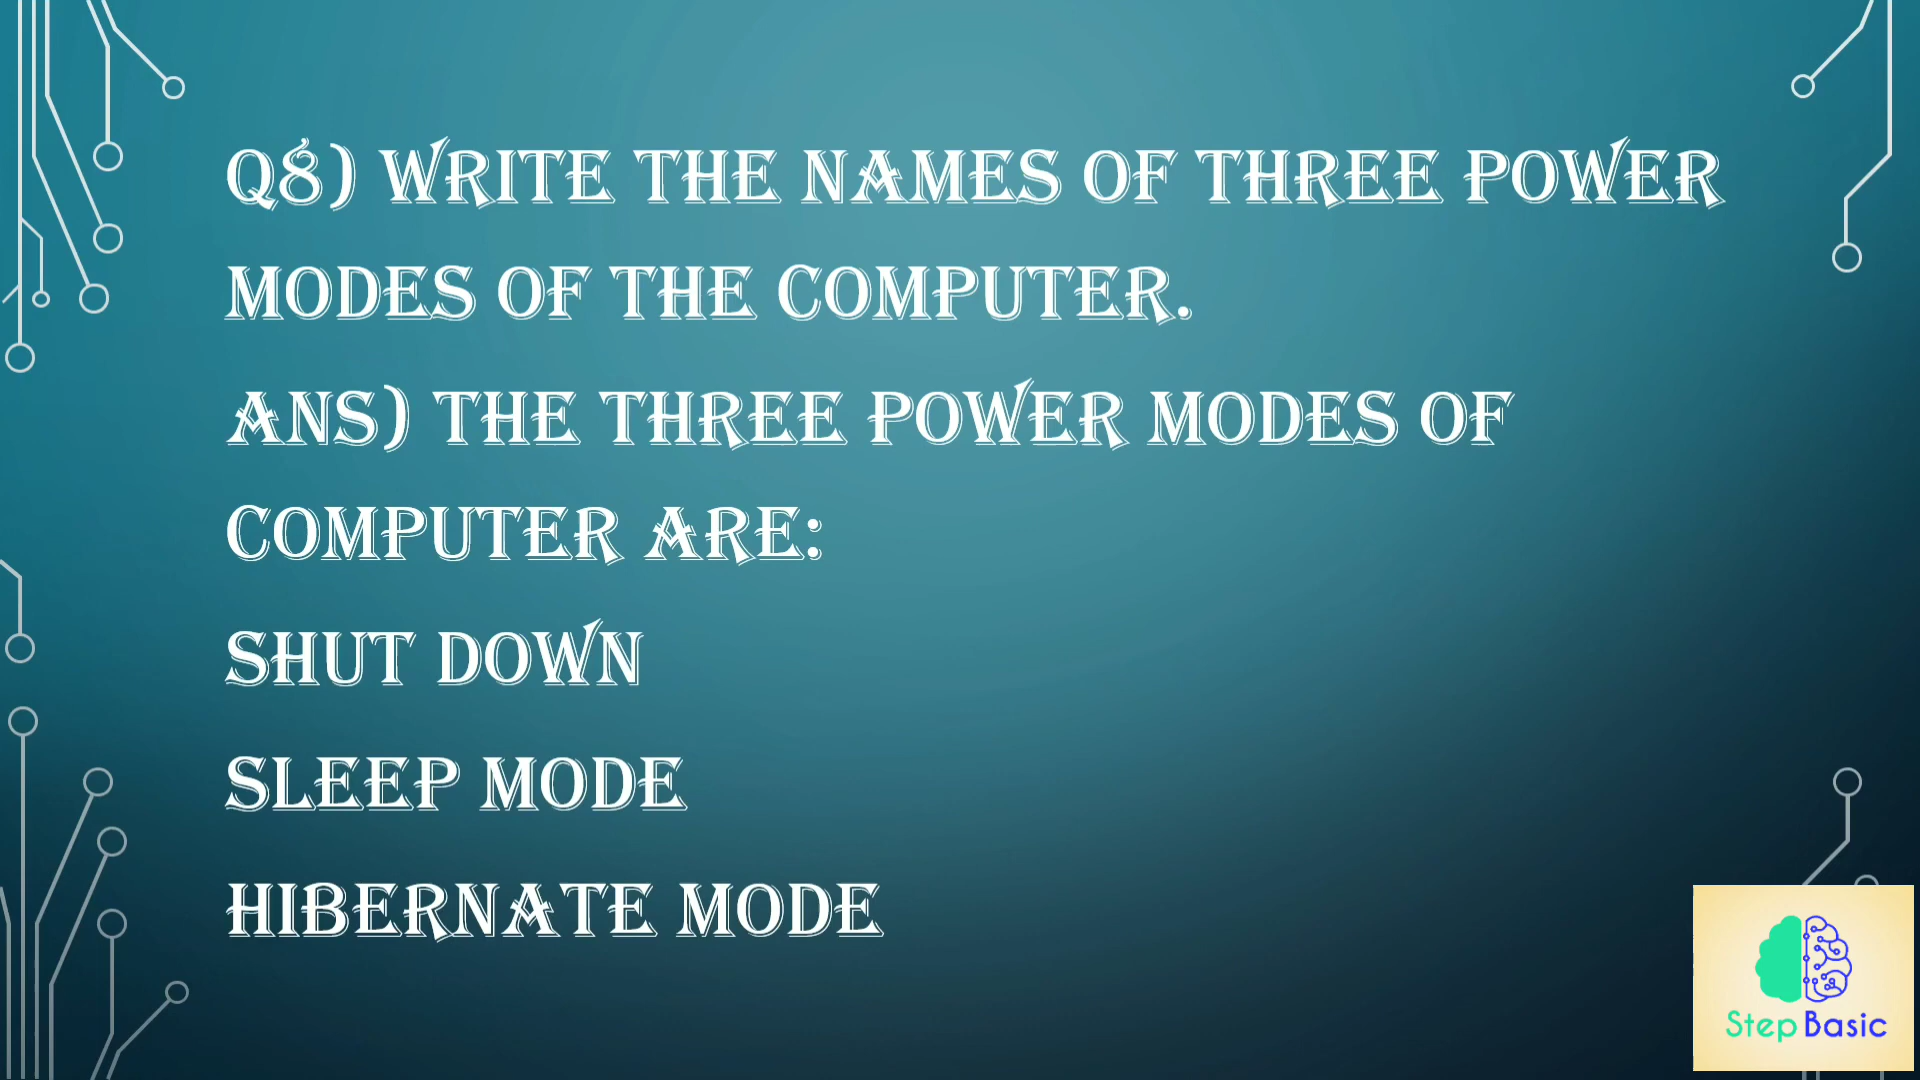 Q8) WRITE THE NAMES OF THREE POWER
MODES OF THE COMPUTER.
ANS) THE THREE POWER MODES OF
COMPUTER ARE:
SHUT DOWN
SLEEP MODE
HIBERNATE MODE
Step Basic